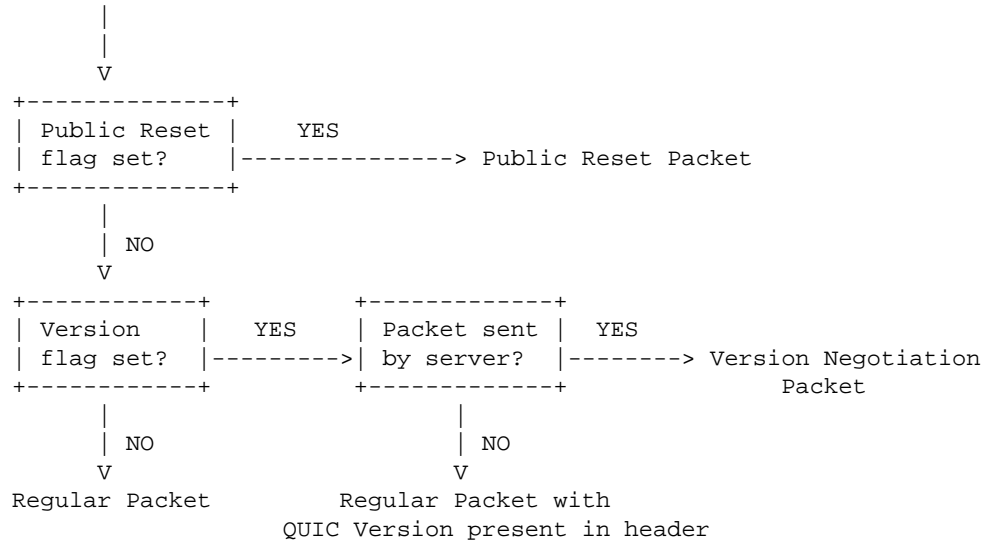 Public Reset YES
flag set? Public Reset Packet
NO
Version YES Packet sent YES
flag set? by server? Version Negotiation
Packet
NO NO
V V
Regular Packet Regular Packet with
QUIC Version present in header